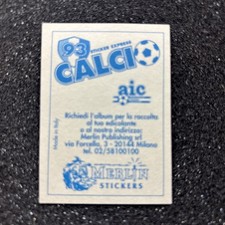 93
STICKER EXPRESS
CALCIO
aic
Richiedi l'album per la raccolta
al tuo edicolante
o al nostro indirizzo:
Merlin Publishing srl
via Forcella, 3 - 20144 Milano
tel. 02/58100100
Made in Italy
MERLIN
STICKERS